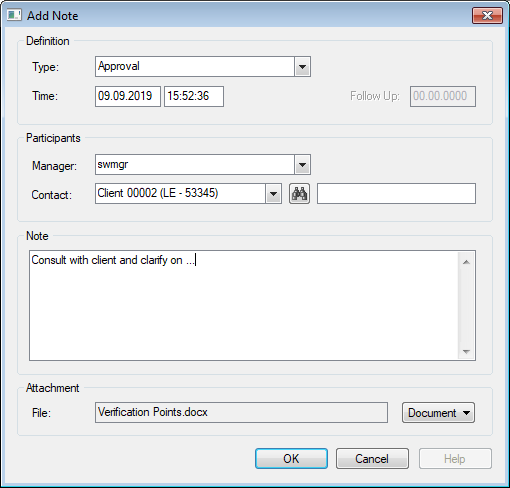 Add Note
Definition
Type: Approval
Time: 09.09.2019 15:52:36 Follow Up: 00.00.0000
Participants
Manager: swmgr
Contact: Client 00002 (LE - 53345)
Note
Consult with client and clarify on ...
Attachment
File: Verification Points.docx Document
OK Cancel Help